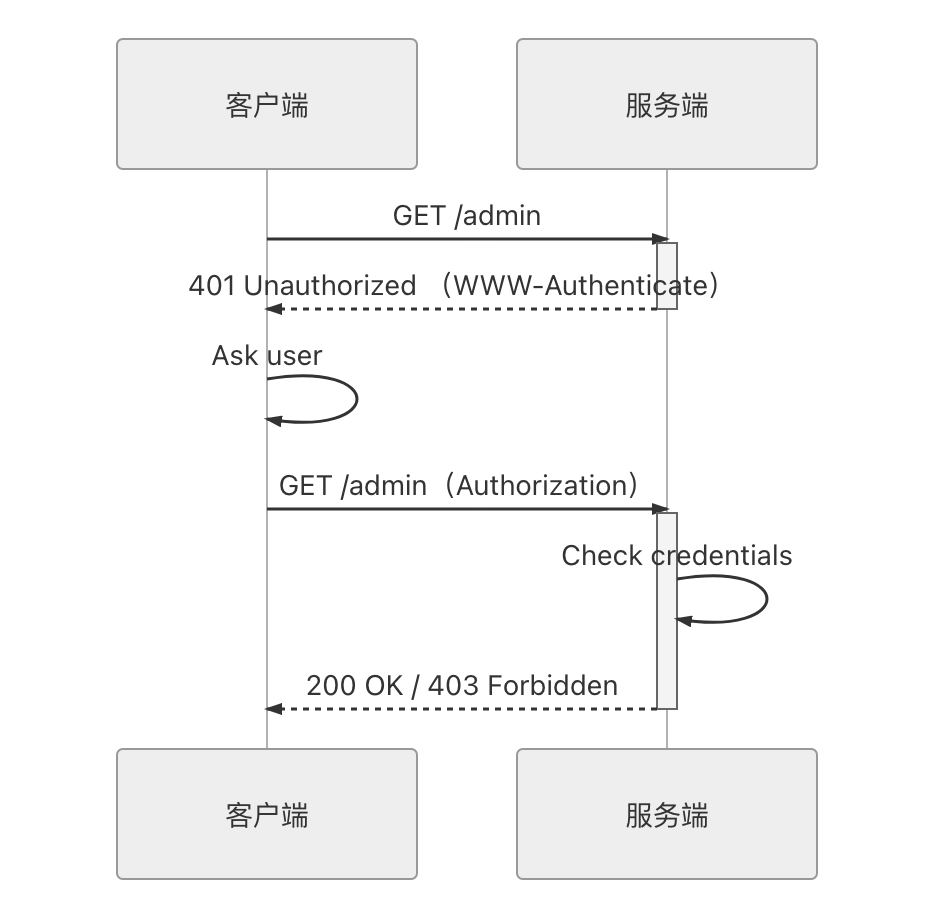 客户端
服务端
GET /admin
401 Unauthorized （WWW-Authenticate）
Ask user
GET /admin（Authorization）
Check credentials
200 OK / 403 Forbidden
客户端
服务端